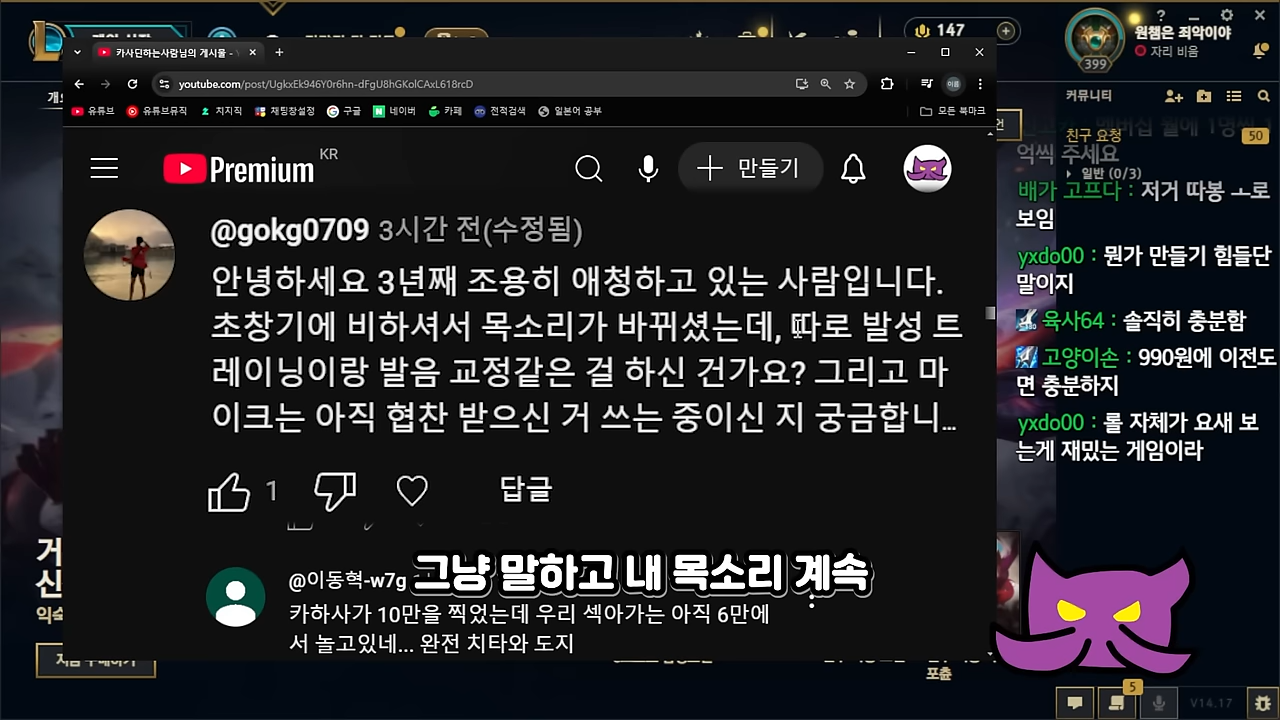 147
원챔은 죄악이야
자리 비움
399
카사딘하는사람님의 게시물 -
youtube.com/post/UgkxEk946Y0r6hn-dFgU8hGKolCAxL618rcD
유튜브 유튜브뮤직 치지직 채팅창설정 구글 네이버 카페 전적검색 일본어 공부 모든 북마크
커뮤니티
친구 요청 50
일반 (0/3)
억씩 주세요
배가 고프다 : 저거 따봉 ㅗ로
보임
yxdo00 : 뭔가 만들기 힘들단
말이지
육사64 : 솔직히 충분함
고양이손 : 990원에 이전도
면 충분하지
yxdo00 : 롤 자체가 요새 보
는게 재밌는 게임이라
Premium KR
만들기
@gokg0709 3시간 전(수정됨)
안녕하세요 3년째 조용히 애청하고 있는 사람입니다.
초창기에 비하셔서 목소리가 바뀌셨는데, 따로 발성 트
레이닝이랑 발음 교정같은 걸 하신 건가요? 그리고 마
이크는 아직 협찬 받으신 거 쓰는 중이신 지 궁금합니...
1 답글
@이동혁-w7g
카하사가 10만을 찍었는데 우리 섹아가는 아직 6만에
서 놀고있네... 완전 치타와 도지
그냥 말하고 내 목소리 계속
포츈
5
V14.17